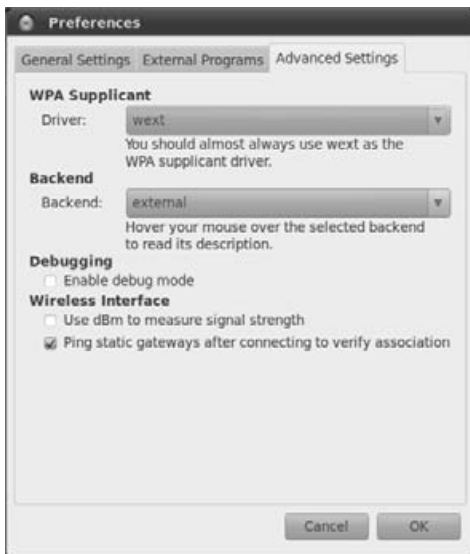 Preferences
General Settings External Programs Advanced Settings
WPA Supplicant
Driver: wext
You should almost always use wext as the
WPA supplicant driver.
Backend
Backend: external
Hover your mouse over the selected backend
to read its description.
Debugging
Enable debug mode
Wireless Interface
Use dBm to measure signal strength
Ping static gateways after connecting to verify association
Cancel OK